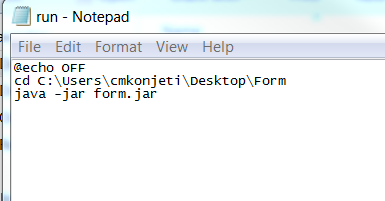 run - Notepad
File Edit Format View Help
@echo OFF
cd C:\Users\cmkonjeti\Desktop\Form
java -jar form.jar